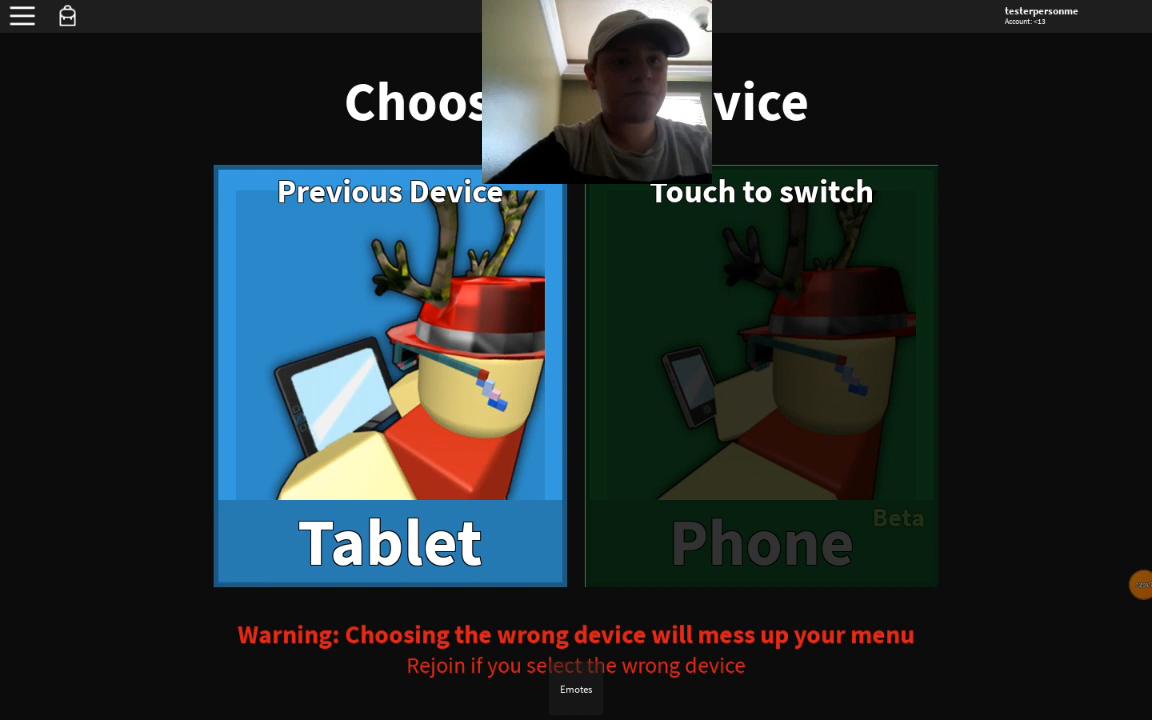 testerpersonme
Account: <13
Choos vice
Previous Device
Touch to switch
Tablet
Beta
Phone
Warning: Choosing the wrong device will mess up your menu
Rejoin if you select the wrong device
Emotes